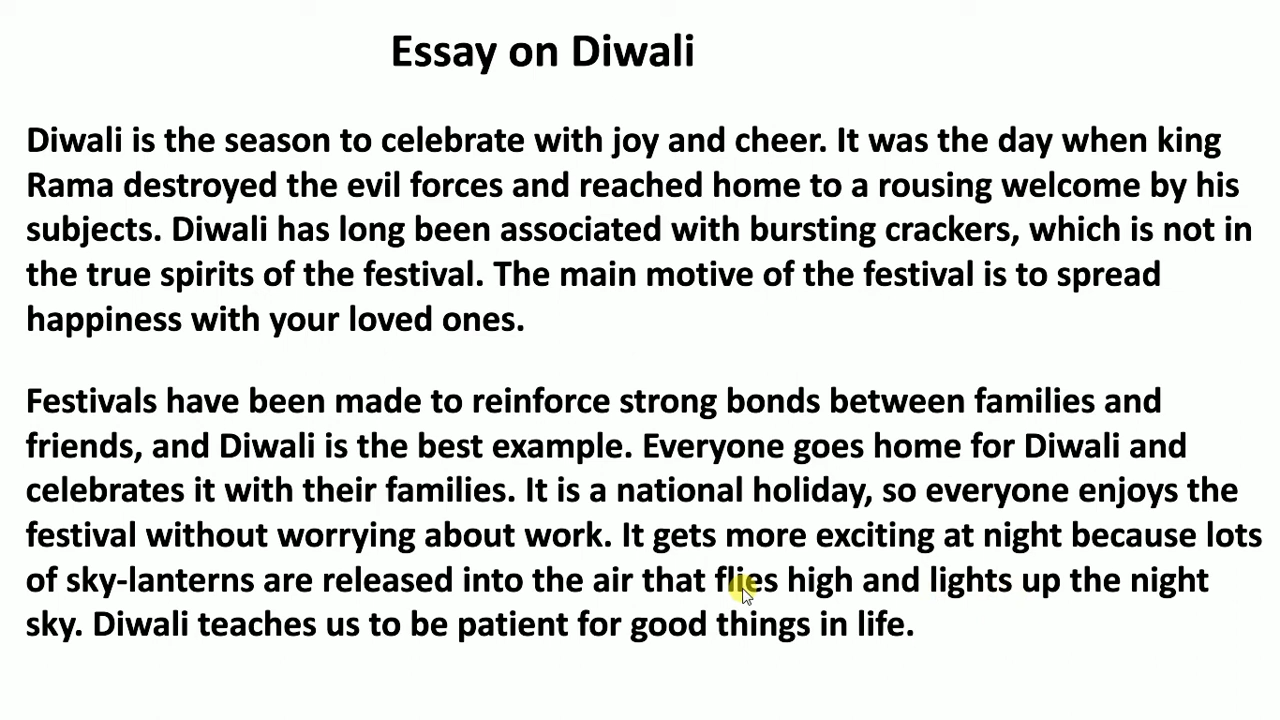 Essay on Diwali
Diwali is the season to celebrate with joy and cheer. It was the day when king
Rama destroyed the evil forces and reached home to a rousing welcome by his
subjects. Diwali has long been associated with bursting crackers, which is not in
the true spirits of the festival. The main motive of the festival is to spread
happiness with your loved ones.
Festivals have been made to reinforce strong bonds between families and
friends, and Diwali is the best example. Everyone goes home for Diwali and
celebrates it with their families. It is a national holiday, so everyone enjoys the
festival without worrying about work. It gets more exciting at night because lots
of sky-lanterns are released into the air that flies high and lights up the night
sky. Diwali teaches us to be patient for good things in life.